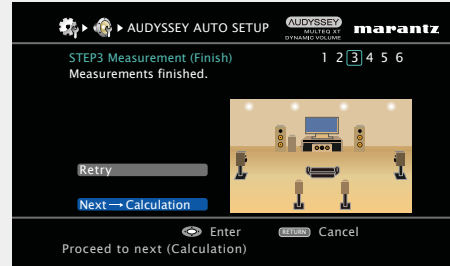 AUDYSSEY AUTO SETUP
AUDYSSEY
MULTEQ XT
DYNAMIC VOLUME
marantz
STEP3 Measurement (Finish)
1 2 3 4 5 6
Measurements finished.
Retry
Next→Calculation
Enter
RETURN Cancel
Proceed to next (Calculation)